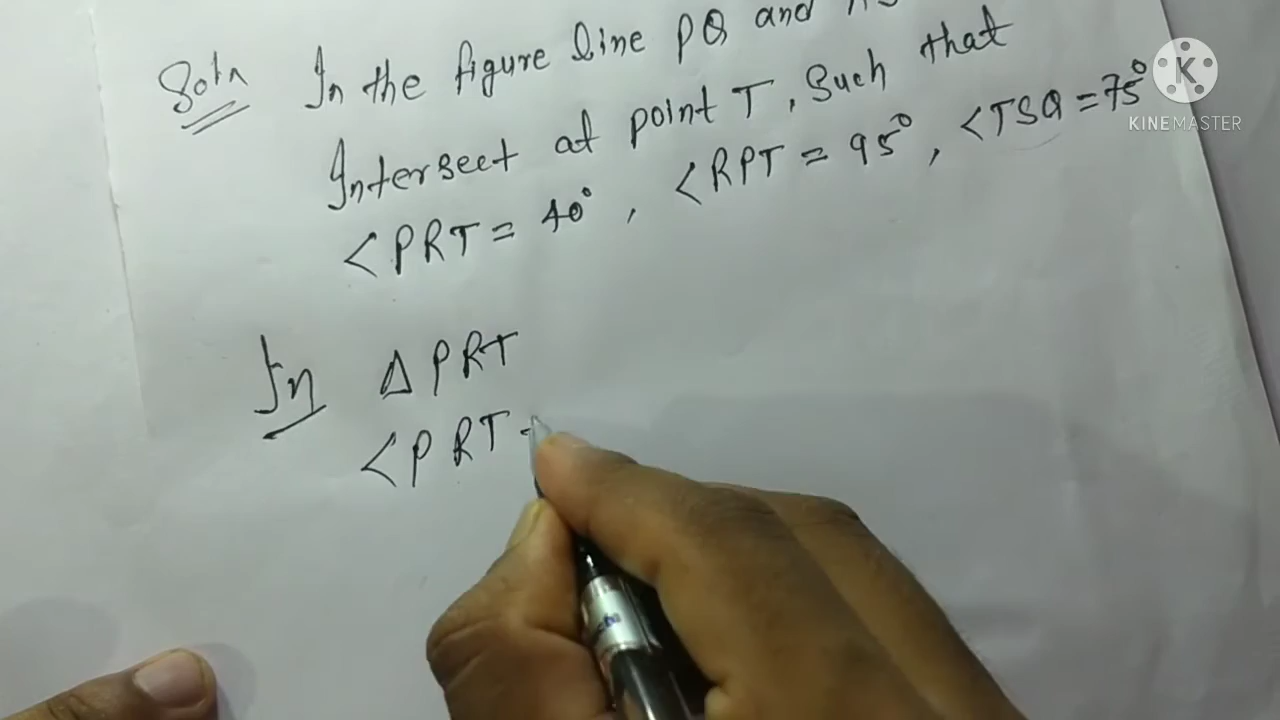 Soln In the figure line PQ and
Intersect at point T, Such that
<PRT = 40°, <RPT = 95°, <TSQ = 75°
In Δ PRT
<PRT
K
KINEMASTER